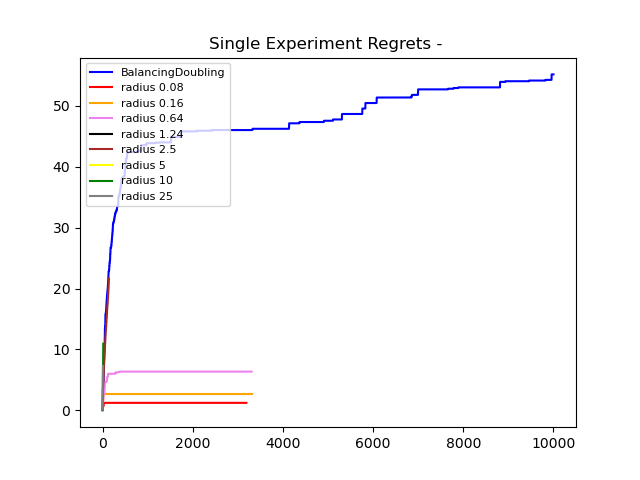 Single Experiment Regrets -
BalancingDoubling
radius 0.08
radius 0.16
radius 0.64
radius 1.24
radius 2.5
radius 5
radius 10
radius 25
50
40
30
20
10
0
0 2000 4000 6000 8000 10000